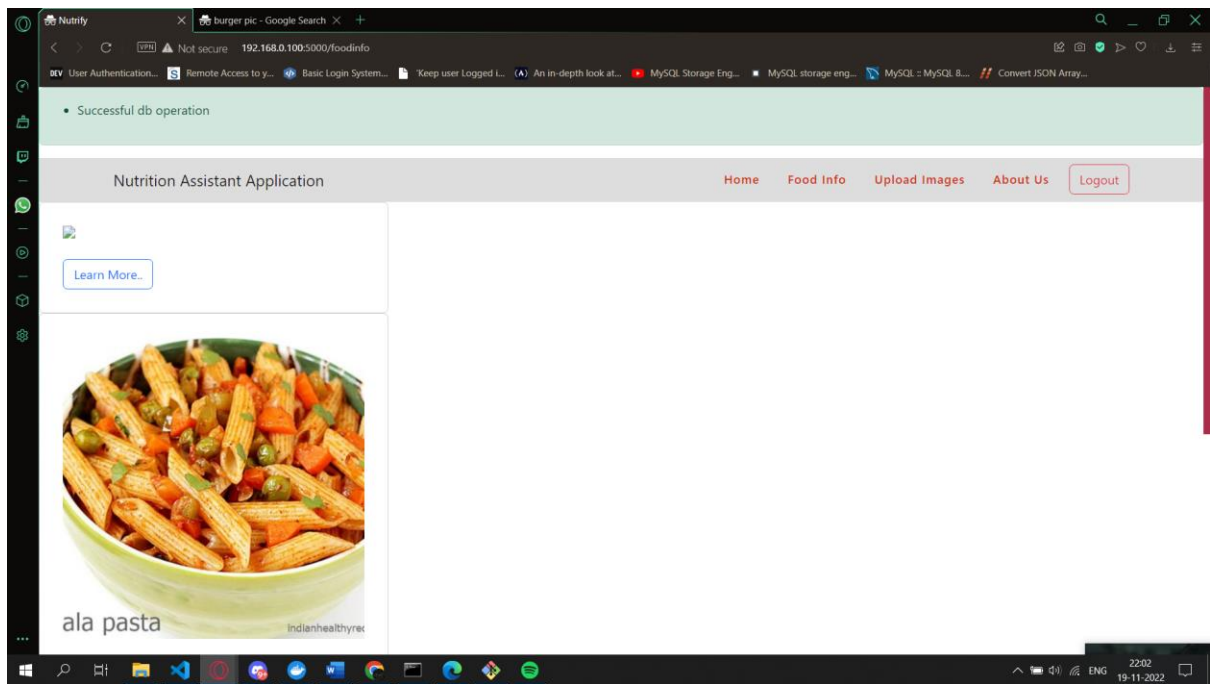 Nutrify
burger pic - Google Search
VPN
Not secure 192.168.0.100:5000/foodinfo
DEV User Authentication...
S Remote Access to y...
Basic Login System...
'Keep user Logged i...
(A) An in-depth look at...
MySQL Storage Eng...
MySQL storage eng...
MySQL :: MySQL 8....
Convert JSON Array...
• Successful db operation
Nutrition Assistant Application
Home
Food Info
Upload Images
About Us
Logout
Learn More..
ala pasta
indianhealthyrec
ENG
22:02
19-11-2022